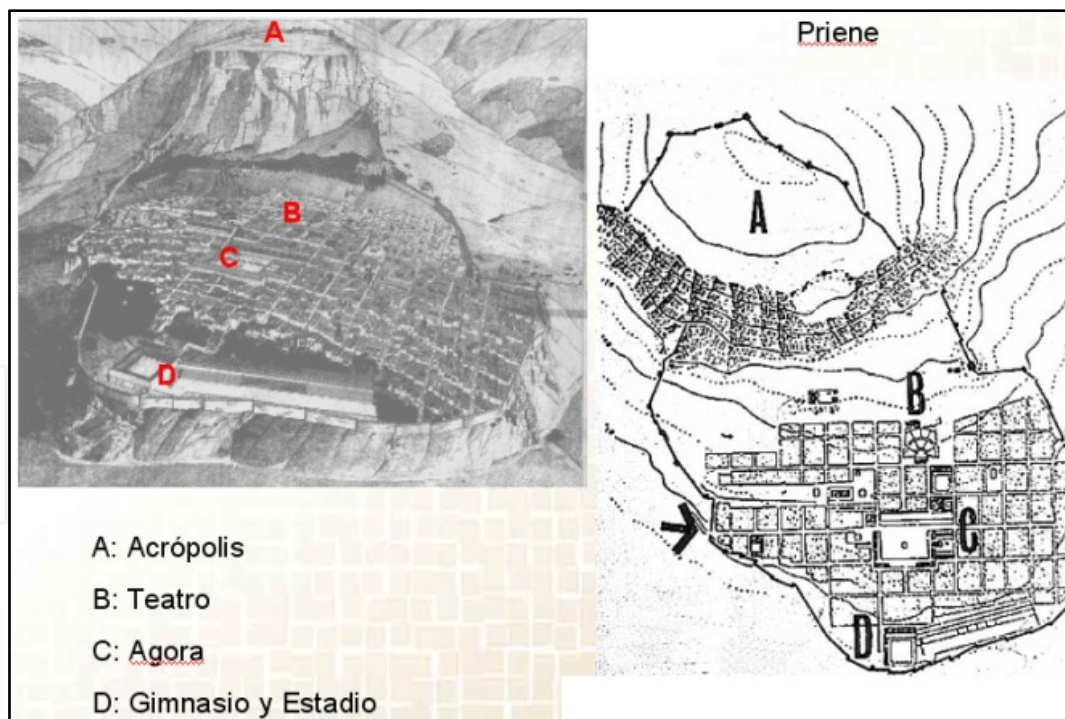 Priene
A
B
C
D
A
B
C
D
A: Acrópolis
B: Teatro
C: Agora
D: Gimnasio y Estadio